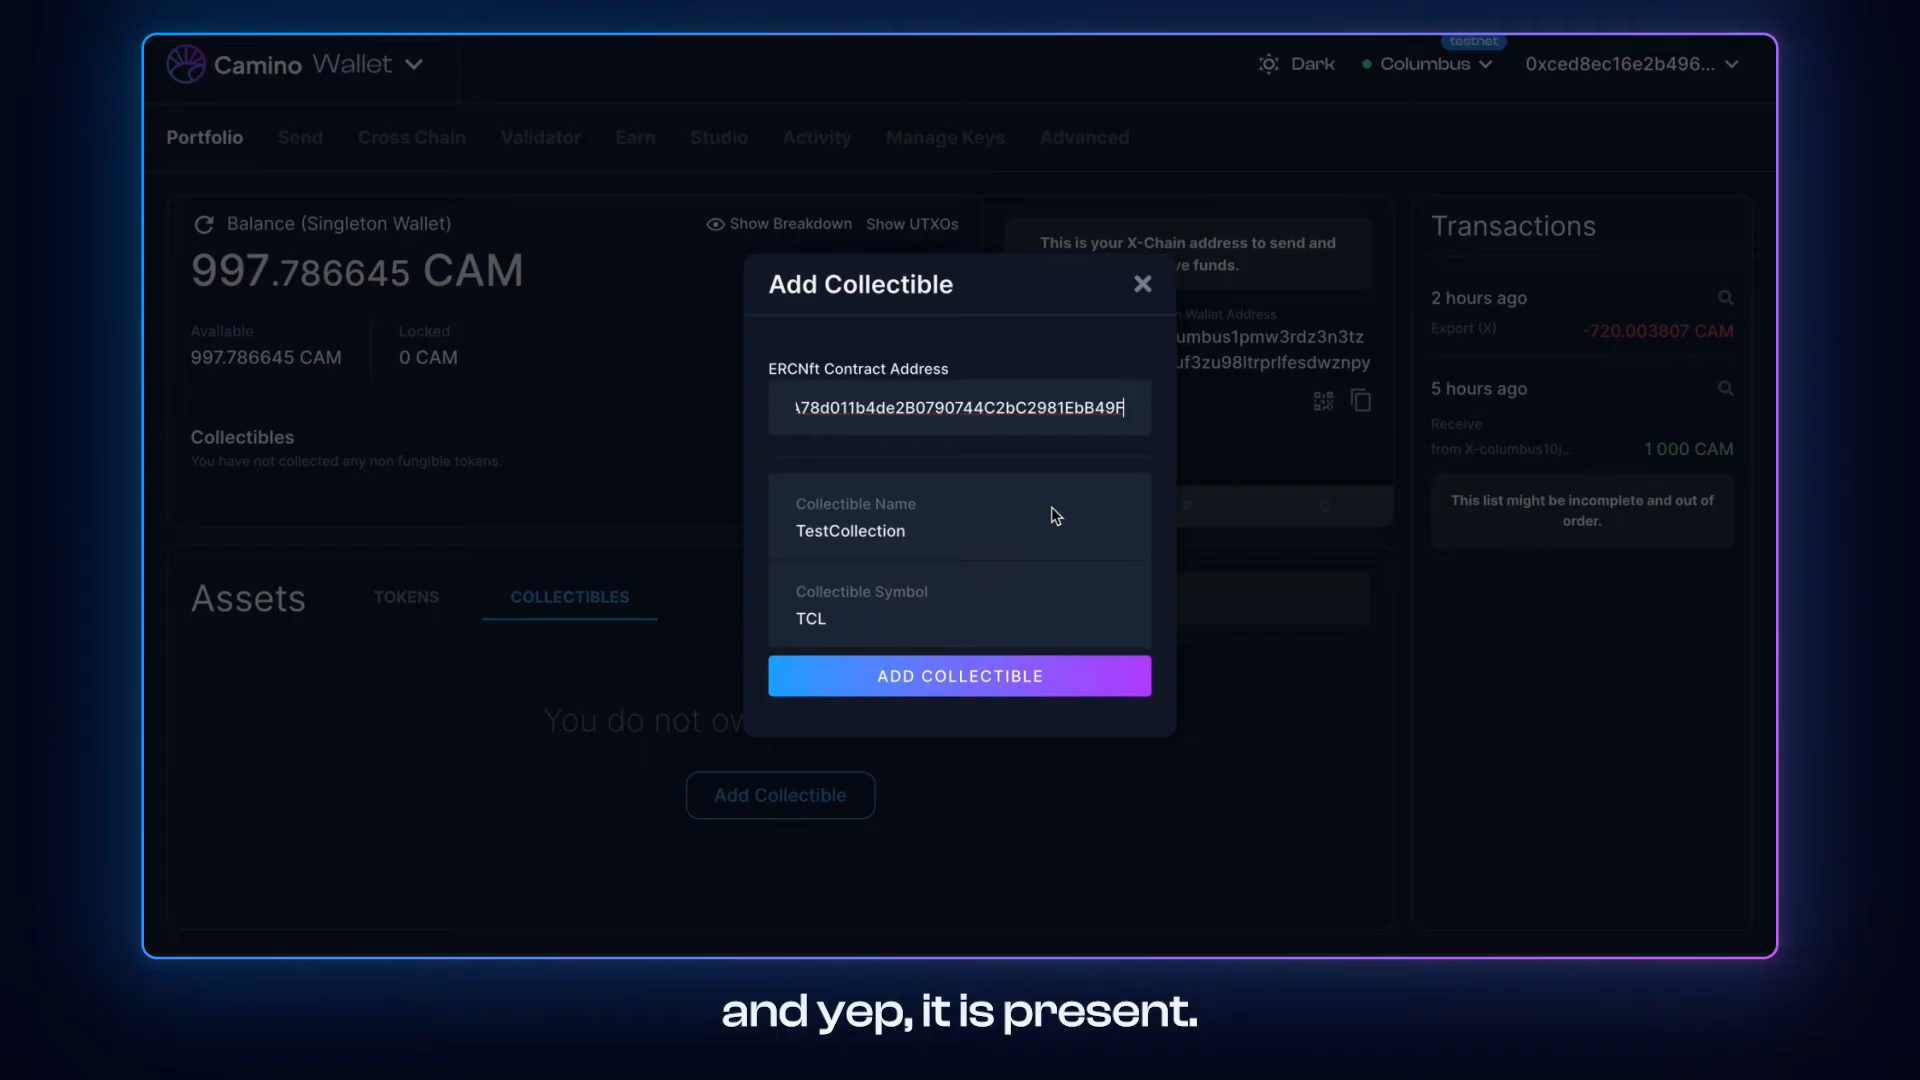 testnet
Camino Wallet
Dark
Columbus
0xced8ec16e2b496...
Portfolio
Send
Cross Chain
Validator
Earn
Studio
Activity
Manage Keys
Advanced
Balance (Singleton Wallet)
Show Breakdown
Show UTXOs
997.786645 CAM
Available
997.786645 CAM
Locked
0 CAM
Collectibles
You have not collected any non fungible tokens.
This is your X-Chain address to send and
ve funds.
Wallet Address
umbus1pmw3rdz3n3tz
uf3zu98ltrprlfesdwznpy
P
C
Transactions
2 hours ago
Export (X)
-720.003807 CAM
5 hours ago
Receive
from X-columbus10j...
1 000 CAM
This list might be incomplete and out of
order.
Add Collectible
ERCNft Contract Address
A78d011b4de2B0790744C2bC2981EbB49F
Collectible Name
TestCollection
Collectible Symbol
TCL
ADD COLLECTIBLE
Assets
TOKENS
COLLECTIBLES
You do not ow
Add Collectible
and yep, it is present.